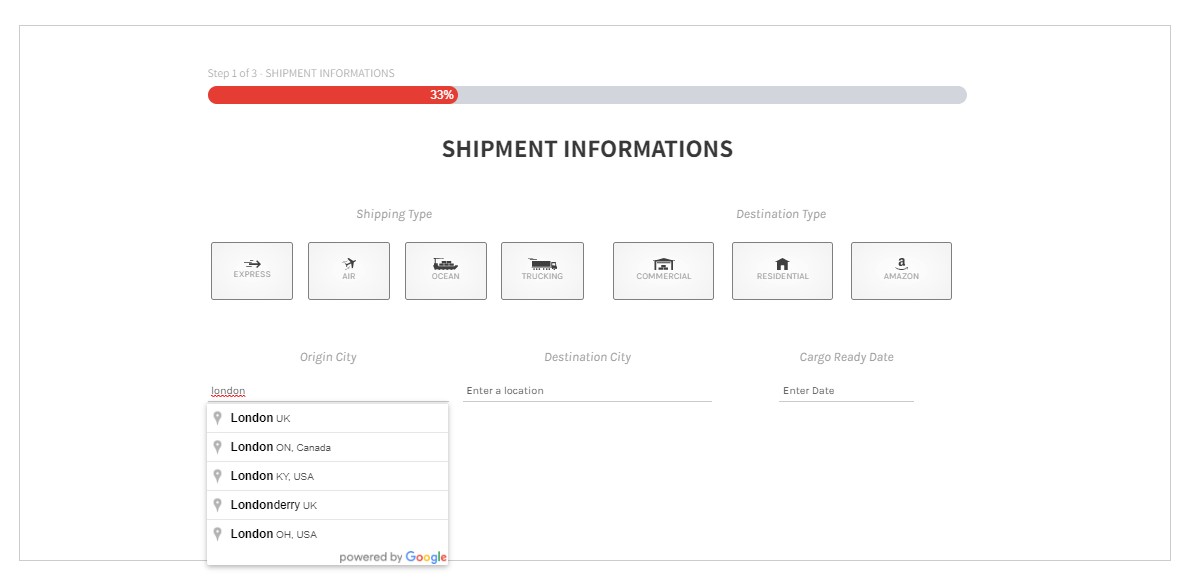 Step 1 of 3 - SHIPMENT INFORMATIONS
33%
SHIPMENT INFORMATIONS
Shipping Type
Destination Type
EXPRESS
AIR
OCEAN
TRUCKING
COMMERCIAL
RESIDENTIAL
a
AMAZON
Origin City
Destination City
Cargo Ready Date
london
Enter a location
Enter Date
London UK
London ON, Canada
London KY, USA
Londonderry UK
London OH, USA
powered by Google